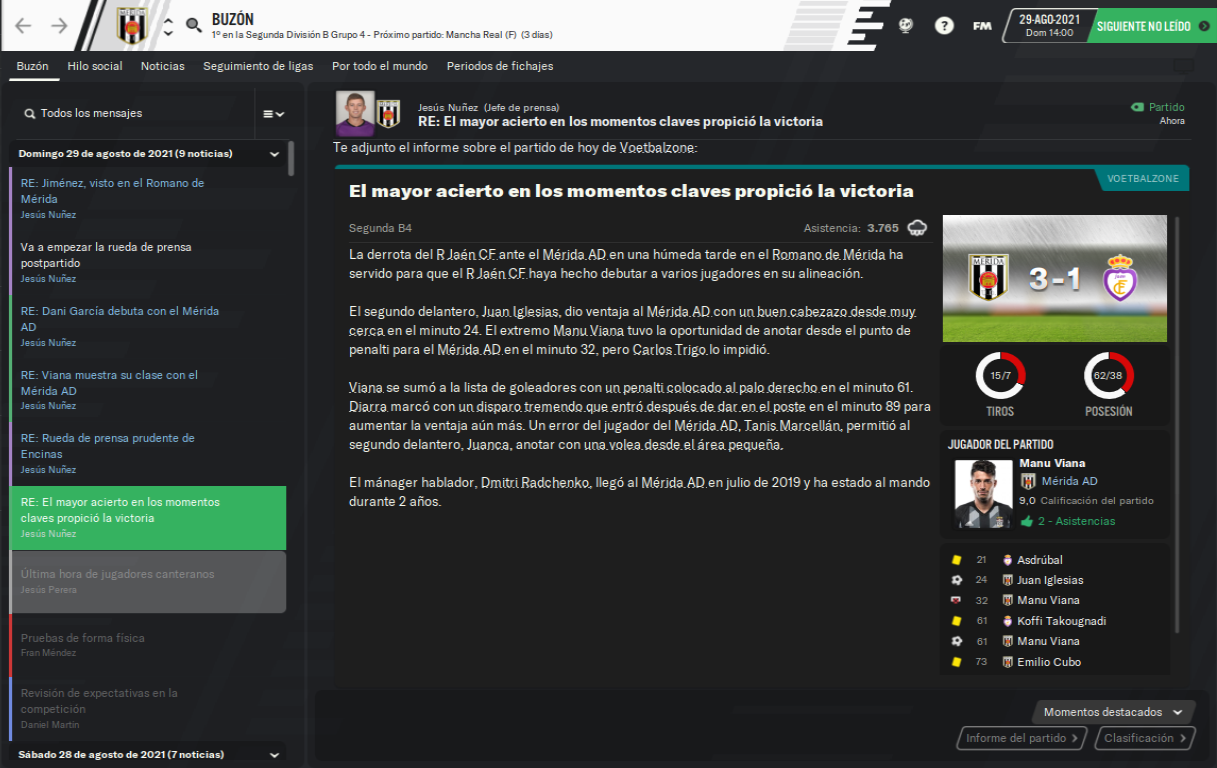 BUZÓN
1º en la Segunda División B Grupo 4 - Próximo partido: Mancha Real (F) (3 días)
FM
29-AGO-2021
Dom 14:00
SIGUIENTE NO LEÍDO
Buzón
Hilo social
Noticias
Seguimiento de ligas
Por todo el mundo
Periodos de fichajes
Todos los mensajes
Domingo 29 de agosto de 2021 (9 noticias)
RE: Jiménez, visto en el Romano de
Mérida
Jesús Nuñez
Va a empezar la rueda de prensa
postpartido
Jesús Nuñez
RE: Dani García debuta con el Mérida
AD
Jesús Nuñez
RE: Viana muestra su clase con el
Mérida AD
Jesús Nuñez
RE: Rueda de prensa prudente de
Encinas
Jesús Nuñez
RE: El mayor acierto en los momentos
claves propició la victoria
Jesús Nuñez
Última hora de jugadores canteranos
Jesús Perera
Pruebas de forma física
Fran Méndez
Revisión de expectativas en la
competición
Daniel Martín
Sábado 28 de agosto de 2021 (7 noticias)
Jesús Nuñez (Jefe de prensa)
RE: El mayor acierto en los momentos claves propició la victoria
Partido
Ahora
Te adjunto el informe sobre el partido de hoy de Voetbalzone:
VOETBALZONE
El mayor acierto en los momentos claves propició la victoria
Segunda B4
Asistencia: 3.765
La derrota del R Jaén CF ante el Mérida AD en una húmeda tarde en el Romano de Mérida ha
servido para que el R Jaén CF haya hecho debutar a varios jugadores en su alineación.
El segundo delantero, Juan Iglesias, dio ventaja al Mérida AD con un buen cabezazo desde muy
cerca en el minuto 24. El extremo Manu Viana tuvo la oportunidad de anotar desde el punto de
penalti para el Mérida AD en el minuto 32, pero Carlos Trigo lo impidió.
Viana se sumó a la lista de goleadores con un penalti colocado al palo derecho en el minuto 61.
Diarra marcó con un disparo tremendo que entró después de dar en el poste en el minuto 89 para
aumentar la ventaja aún más. Un error del jugador del Mérida AD, Tanis Marcellán, permitió al
segundo delantero, Juanca, anotar con una volea desde el área pequeña.
El mánager hablador, Dmitri Radchenko, llegó al Mérida AD en julio de 2019 y ha estado al mando
durante 2 años.
3-1
15/7
TIROS
62/38
POSESIÓN
JUGADOR DEL PARTIDO
Manu Viana
Mérida AD
9,0 Calificación del partido
2 - Asistencias
21 Asdrúbal
24 Juan Iglesias
32 Manu Viana
61 Koffi Takougnadi
61 Manu Viana
73 Emilio Cubo
Momentos destacados
Informe del partido
Clasificación